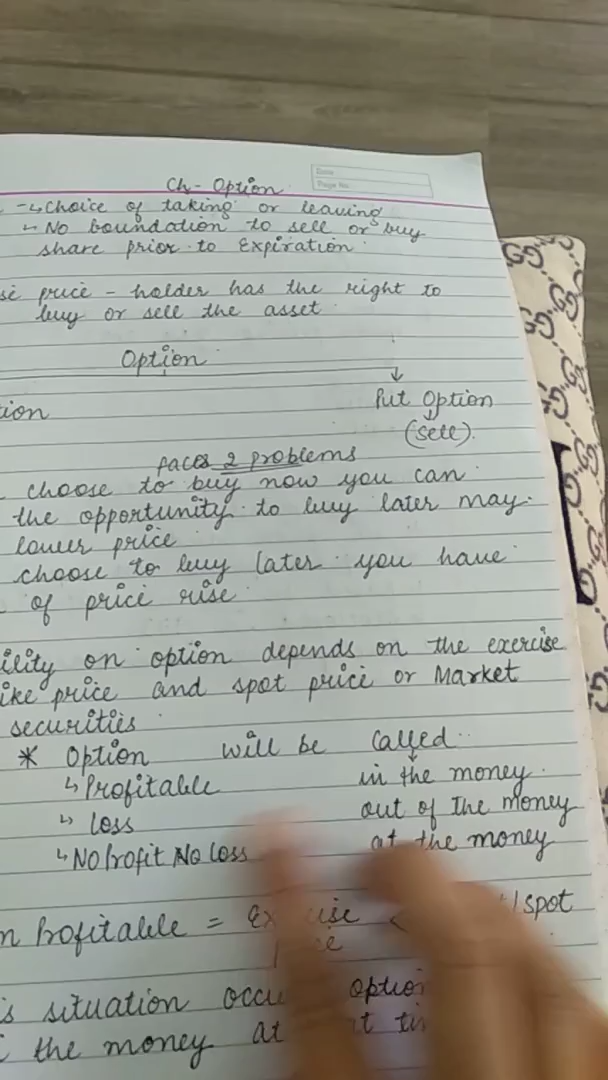 Ch- Option
Date
Page No.
-↳ Choice of taking or leaving
↳ No boundation to sell or buy
share prior to Expiration
price - holder has the right to
buy or sell the asset
Option
↓
Put Option
↓
(sell).
faces 2 problems
choose to buy now you can
the opportunity to buy later may
lower price
choose to buy later you have
of price rise
on option depends on the exercise
price and spot price or Market
securities
* Option will be called
↳ Profitable in the money
↳ loss out of The money
↳ No Profit No loss at the money
Profitable = < /spot
situation
the money at